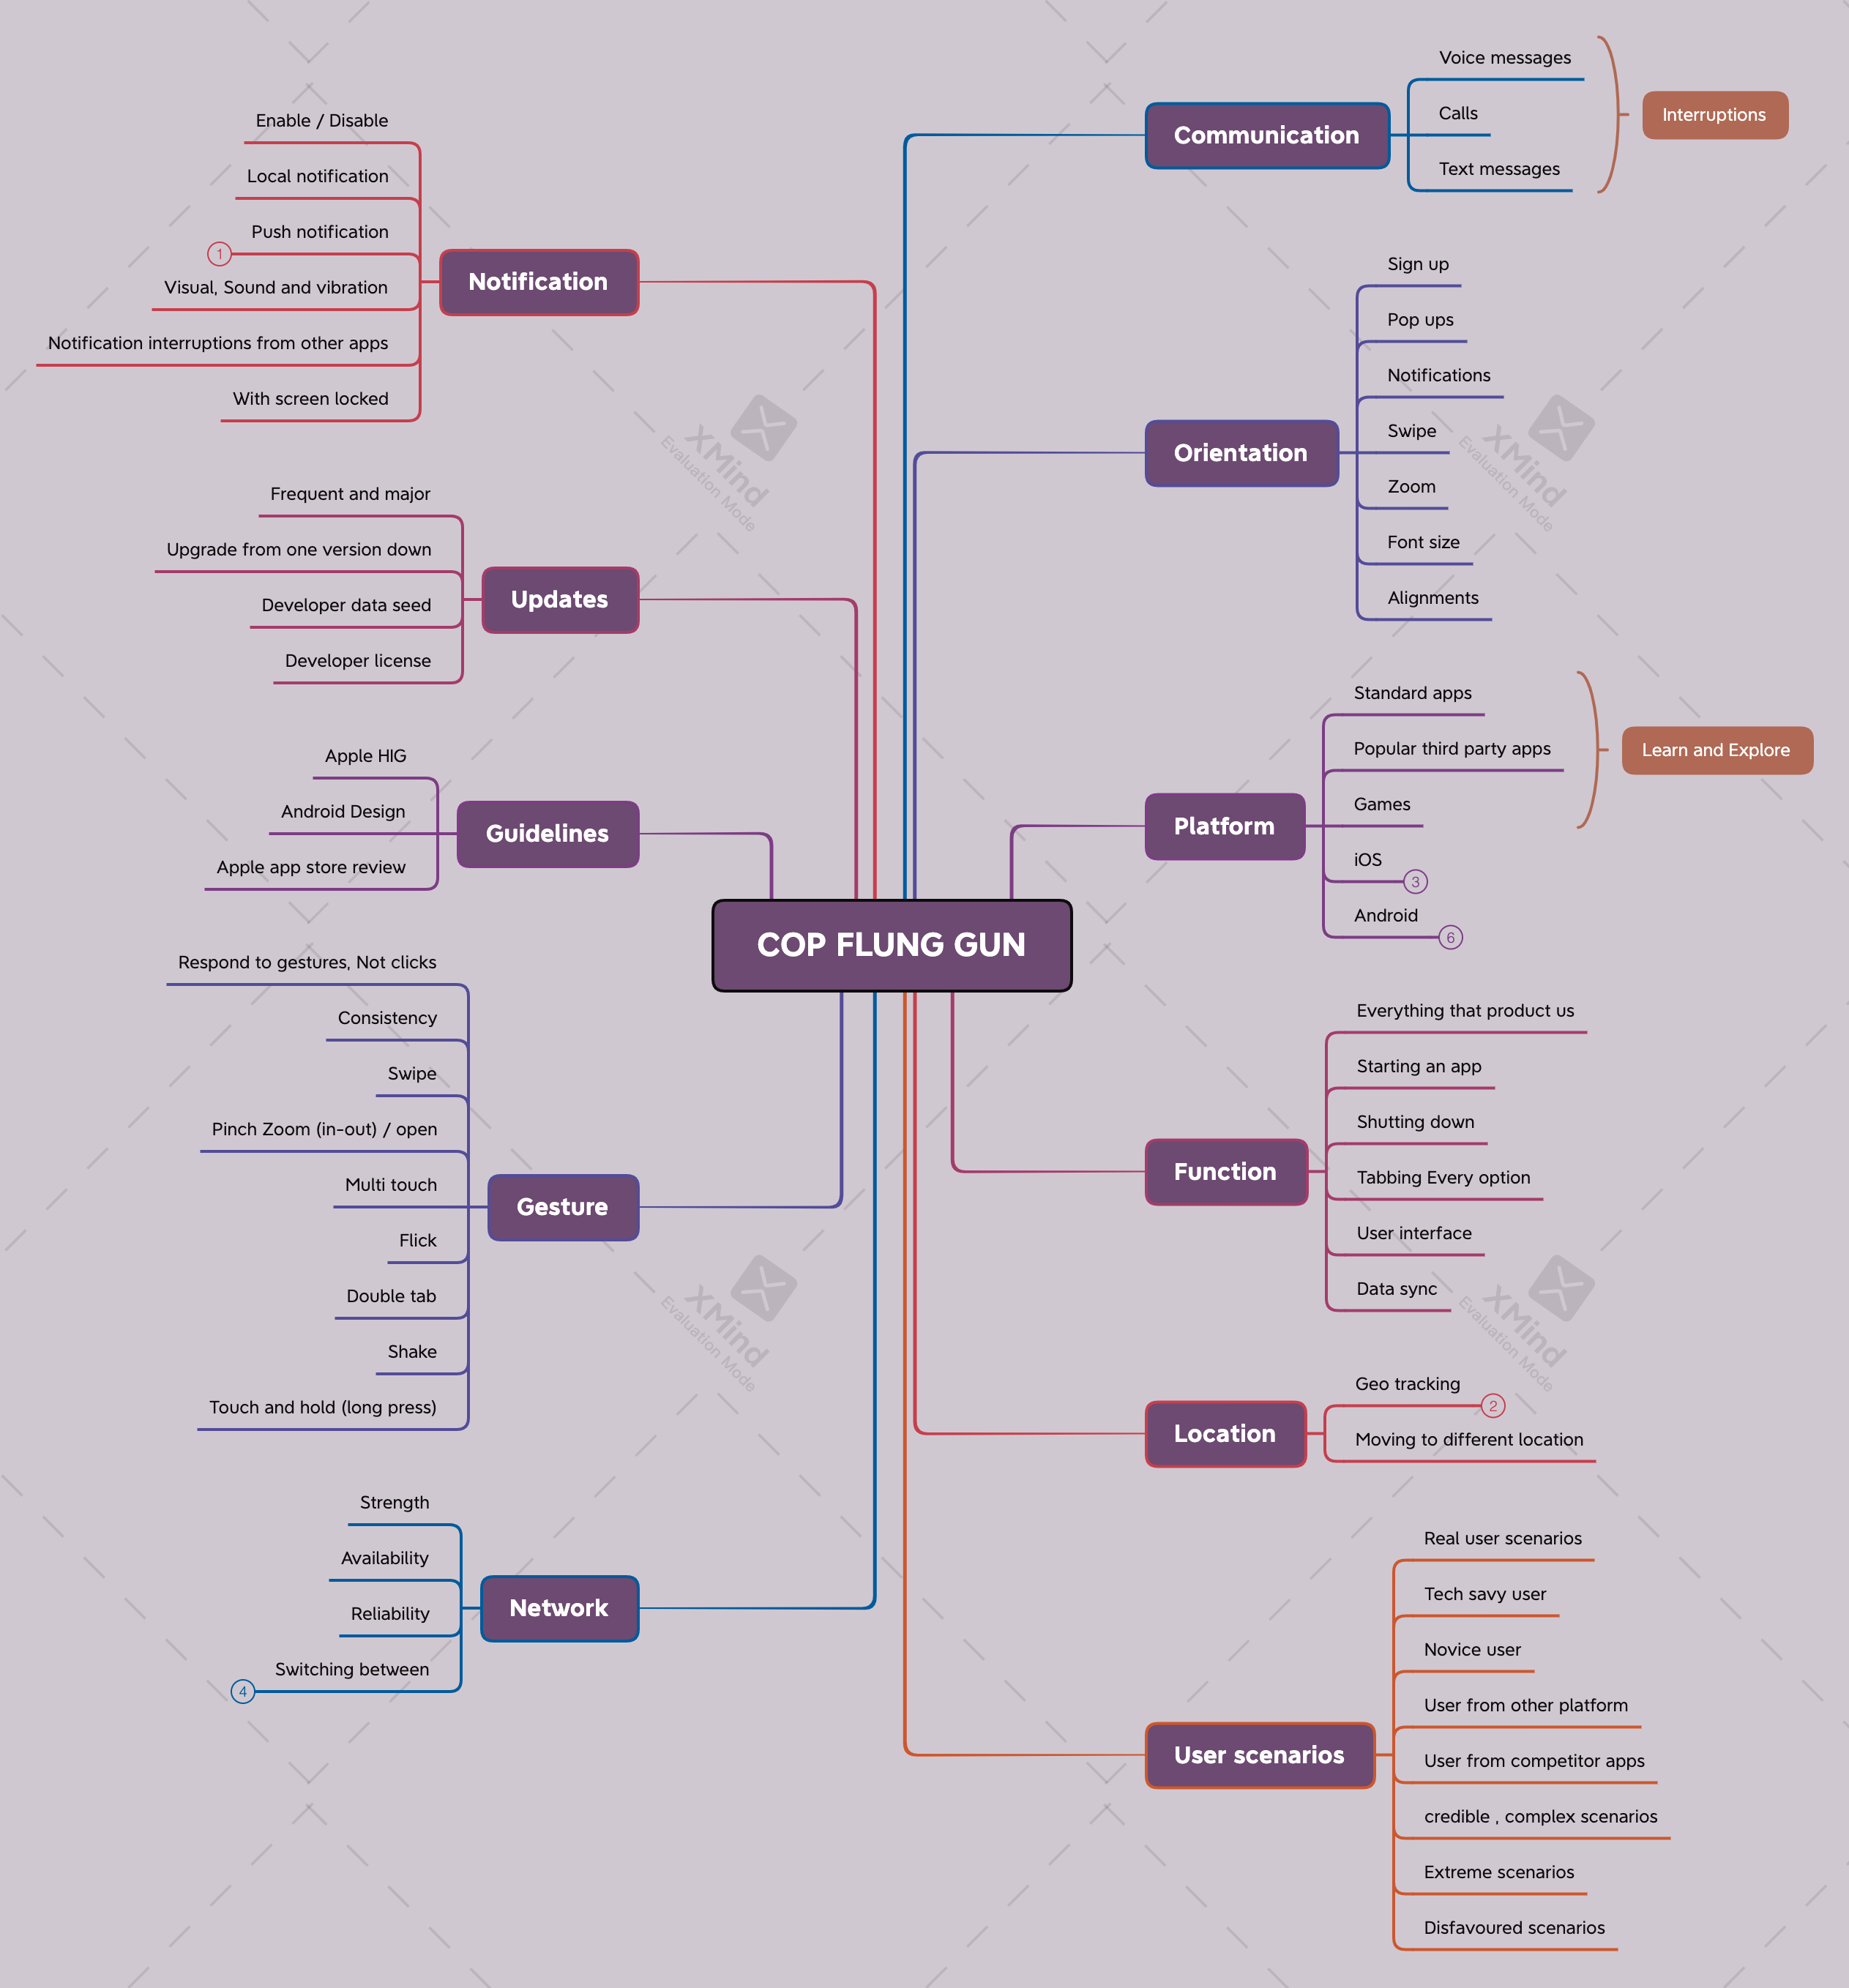 COP FLUNG GUN
Communication
Voice messages
Calls
Text messages
Interruptions
Orientation
Sign up
Pop ups
Notifications
Swipe
Zoom
Font size
Alignments
Platform
Standard apps
Popular third party apps
Games
iOS
3
Android
6
Learn and Explore
Function
Everything that product us
Starting an app
Shutting down
Tabbing Every option
User interface
Data sync
Location
Geo tracking
2
Moving to different location
User scenarios
Real user scenarios
Tech savy user
Novice user
User from other platform
User from competitor apps
credible , complex scenarios
Extreme scenarios
Disfavoured scenarios
Notification
Enable / Disable
Local notification
Push notification
1
Visual, Sound and vibration
Notification interruptions from other apps
With screen locked
Updates
Frequent and major
Upgrade from one version down
Developer data seed
Developer license
Guidelines
Apple HIG
Android Design
Apple app store review
Gesture
Respond to gestures, Not clicks
Consistency
Swipe
Pinch Zoom (in-out) / open
Multi touch
Flick
Double tab
Shake
Touch and hold (long press)
Network
Strength
Availability
Reliability
Switching between
4
XMind
Evaluation Mode
XMind
Evaluation Mode
XMind
Evaluation Mode
XMind
Evaluation Mode